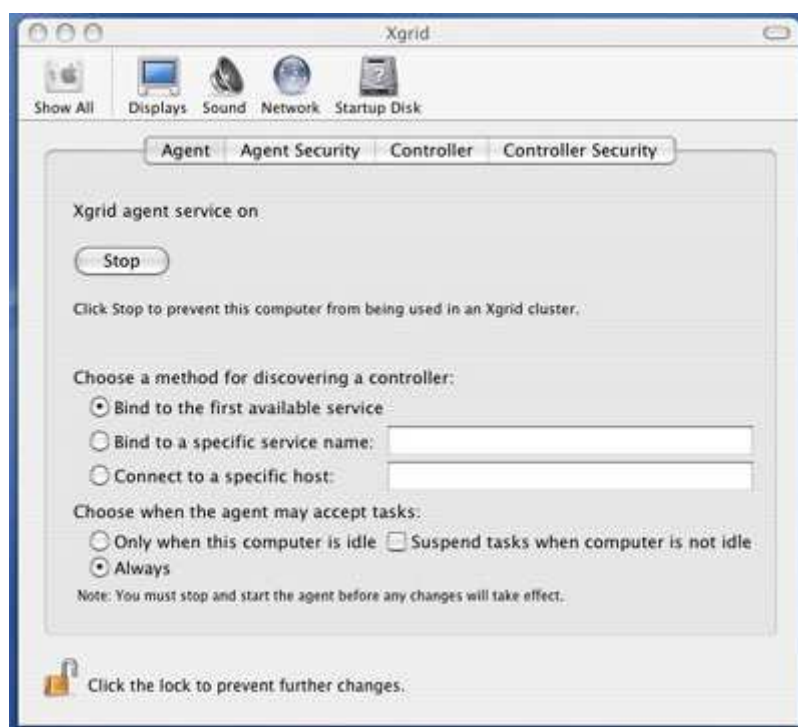 Xgrid
Show All Displays Sound Network Startup Disk
Agent Agent Security Controller Controller Security
Xgrid agent service on
Stop
Click Stop to prevent this computer from being used in an Xgrid cluster.
Choose a method for discovering a controller:
Bind to the first available service
Bind to a specific service name:
Connect to a specific host:
Choose when the agent may accept tasks:
Only when this computer is idle Suspend tasks when computer is not idle
Always
Note: You must stop and start the agent before any changes will take effect.
Click the lock to prevent further changes.